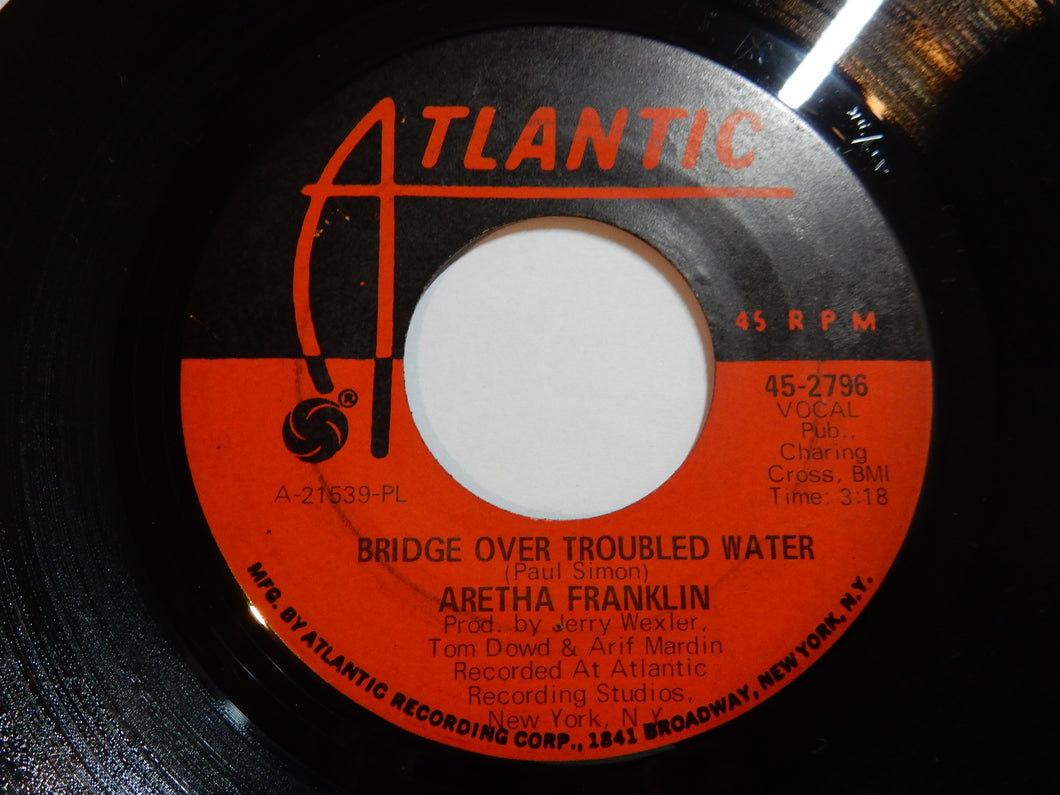 ATLANTIC
45 RPM
®
45-2796
VOCAL
Pub.,
Charing
Cross, BMI
Time: 3:18
A-21539-PL
BRIDGE OVER TROUBLED WATER
(Paul Simon)
ARETHA FRANKLIN
Prod. by Jerry Wexler,
Tom Dowd & Arif Mardin
Recorded At Atlantic
Recording Studios,
New York, N.Y.
MFG. BY ATLANTIC RECORDING CORP., 1841 BROADWAY, NEW YORK, N.Y.